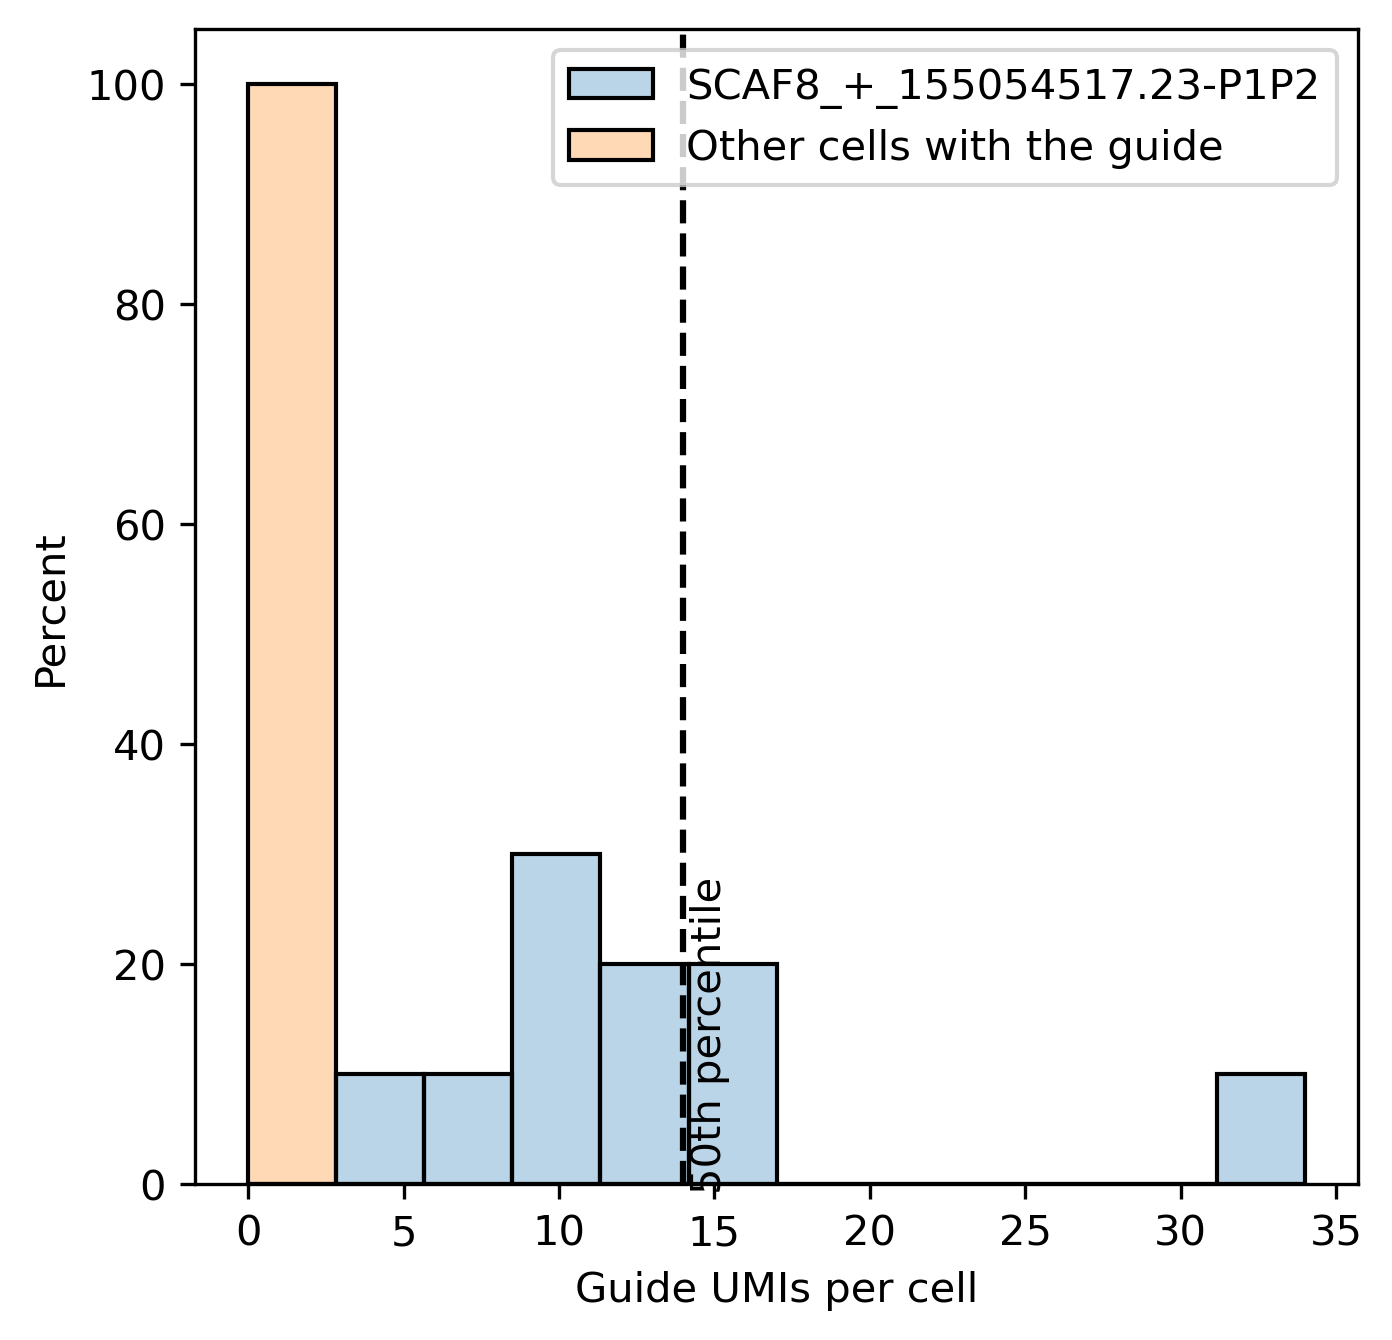 SCAF8_+_155054517.23-P1P2
Other cells with the guide
100
80
60
40
20
0
Percent
50th percentile
0 5 10 15 20 25 30 35
Guide UMIs per cell